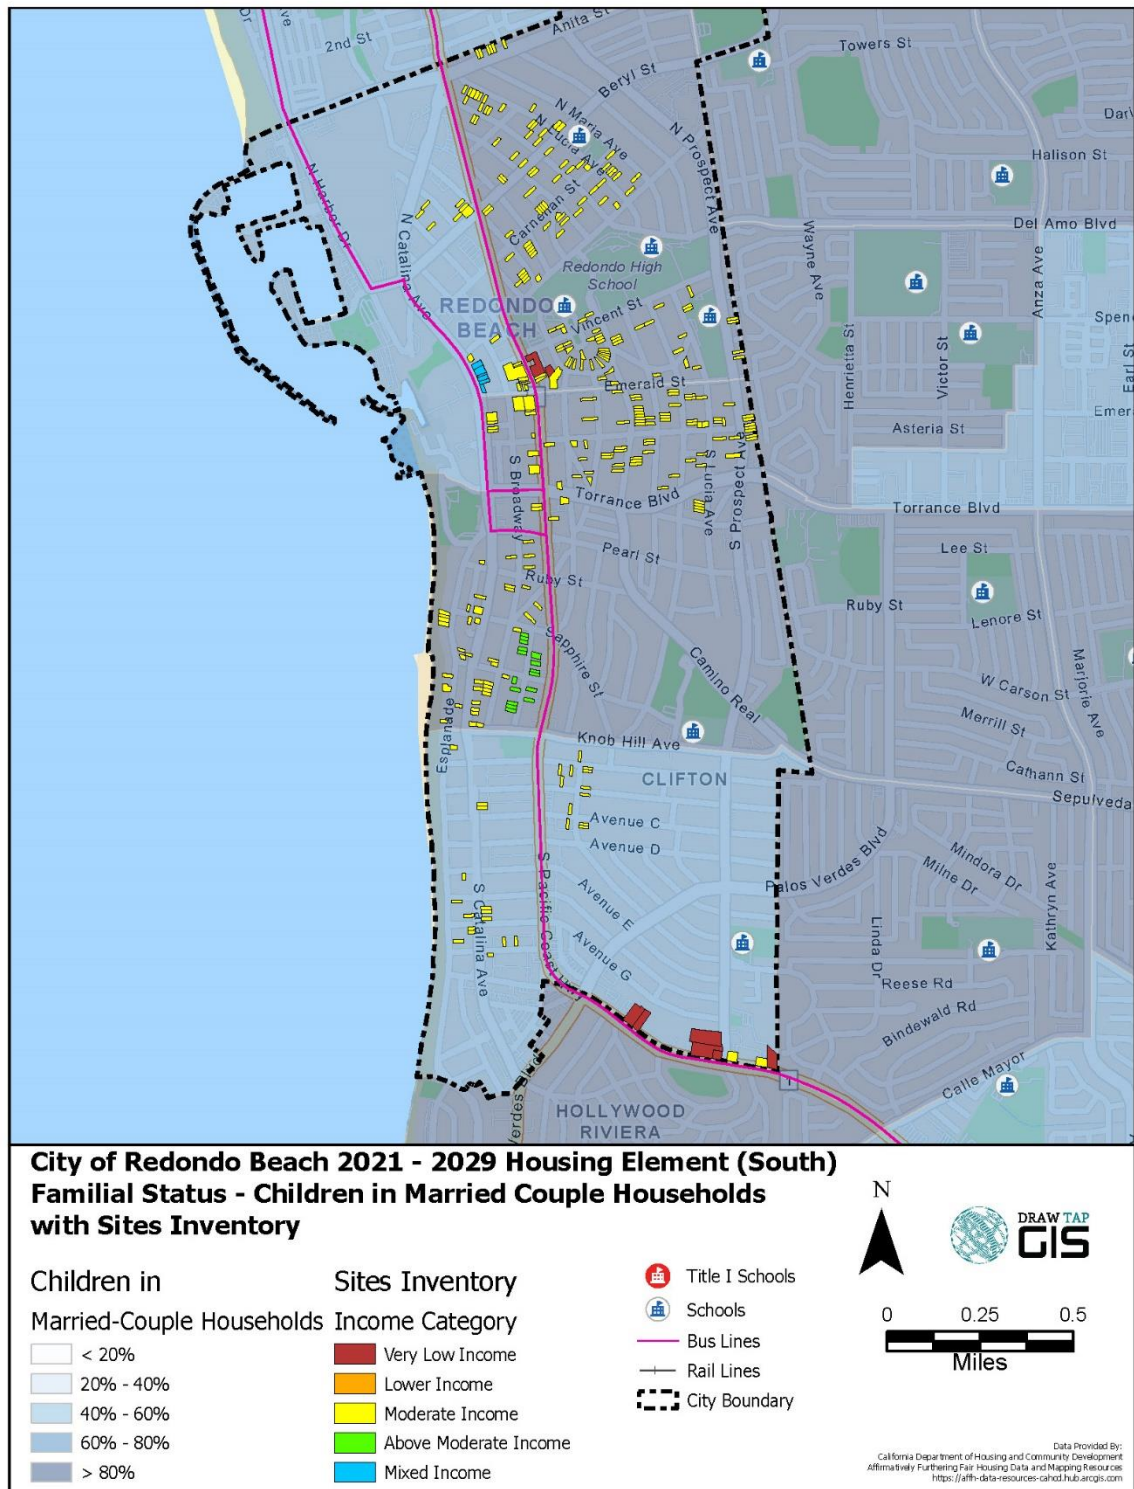 Anita St
2nd St
Dr
Ave
Towers St
Beryl St
N Maria Ave
N Lucia Ave
N Prospect Ave
Halison St
Carnelian St
Del Amo Blvd
N Harbor Dr
N Catalina Ave
Wayne Ave
Anza Ave
Redondo High
School
REDONDO
BEACH
Vincent St
Henrietta St
Victor St
Earl St
Emerald St
Asteria St
S Broadway
S Lucia Ave
S Prospect Ave
Torrance Blvd
Torrance Blvd
Pearl St
Lee St
Ruby St
Ruby St
Lenore St
Sapphire St
Camino Real
W Carson St
Marjorie Ave
Merrill St
Esplanade
Knob Hill Ave
Cathann St
CLIFTON
Sepulveda
Avenue C
Avenue D
Palos Verdes Blvd
Mindora Dr
Milne Dr
S Pacific Coast Hwy
Avenue E
S Catalina Ave
Avenue G
Linda Dr
Kathryn Ave
Reese Rd
Bindewald Rd
Calle Mayor
HOLLYWOOD
RIVIERA
City of Redondo Beach 2021 - 2029 Housing Element (South)
Familial Status - Children in Married Couple Households
with Sites Inventory
N
DRAW TAP
GIS
Children in
Married-Couple Households
< 20%
20% - 40%
40% - 60%
60% - 80%
> 80%
Sites Inventory
Income Category
Very Low Income
Lower Income
Moderate Income
Above Moderate Income
Mixed Income
Title I Schools
Schools
Bus Lines
Rail Lines
City Boundary
0 0.25 0.5
Miles
Data Provided By:
California Department of Housing and Community Development
Affirmatively Furthering Fair Housing Data and Mapping Resources
https://affh-data-resources-cahcd.hub.arcgis.com